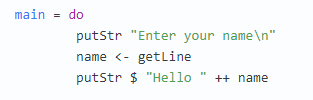 main = do
        putStr "Enter your name\n"
        name <- getLine
        putStr $ "Hello " ++ name